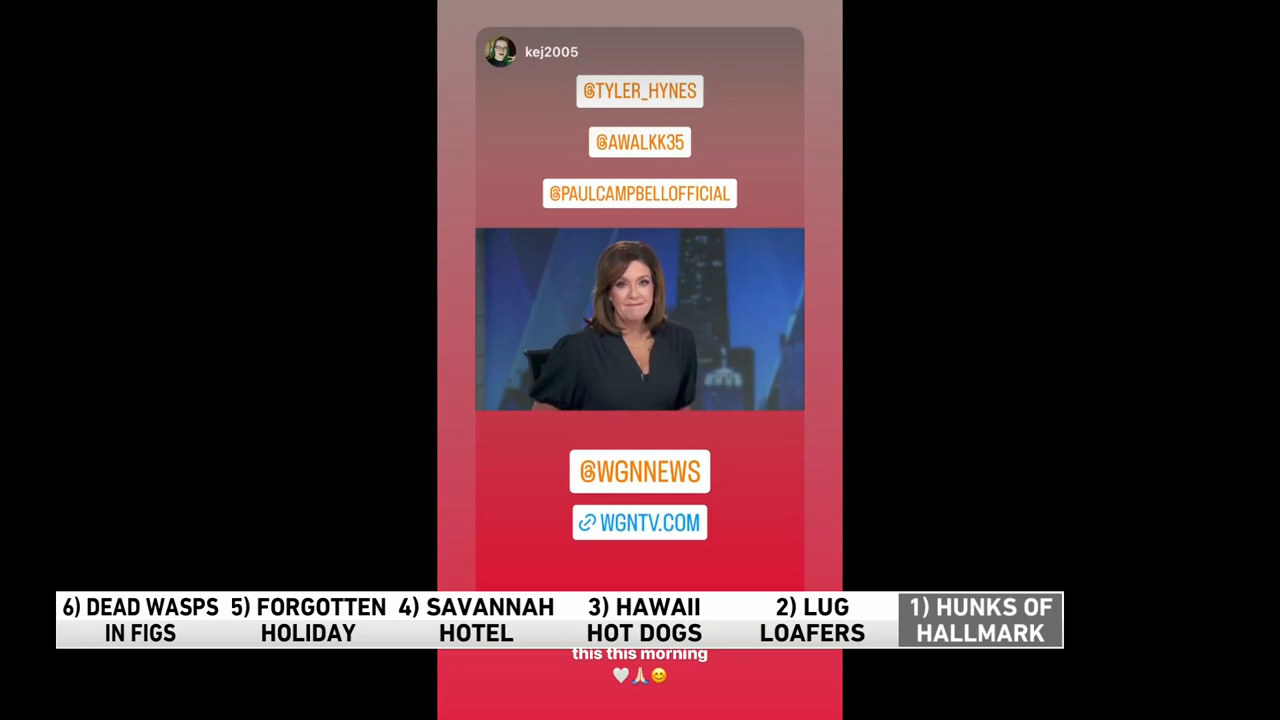 kej2005
@TYLER_HYNES
@AWALKK35
@PAULCAMPBELLOFFICIAL
@WGNNEWS
WGNTV.COM
6) DEAD WASPS
IN FIGS
5) FORGOTTEN
HOLIDAY
4) SAVANNAH
HOTEL
3) HAWAII
HOT DOGS
2) LUG
LOAFERS
1) HUNKS OF
HALLMARK
this this morning
🤍🙏🏻😊